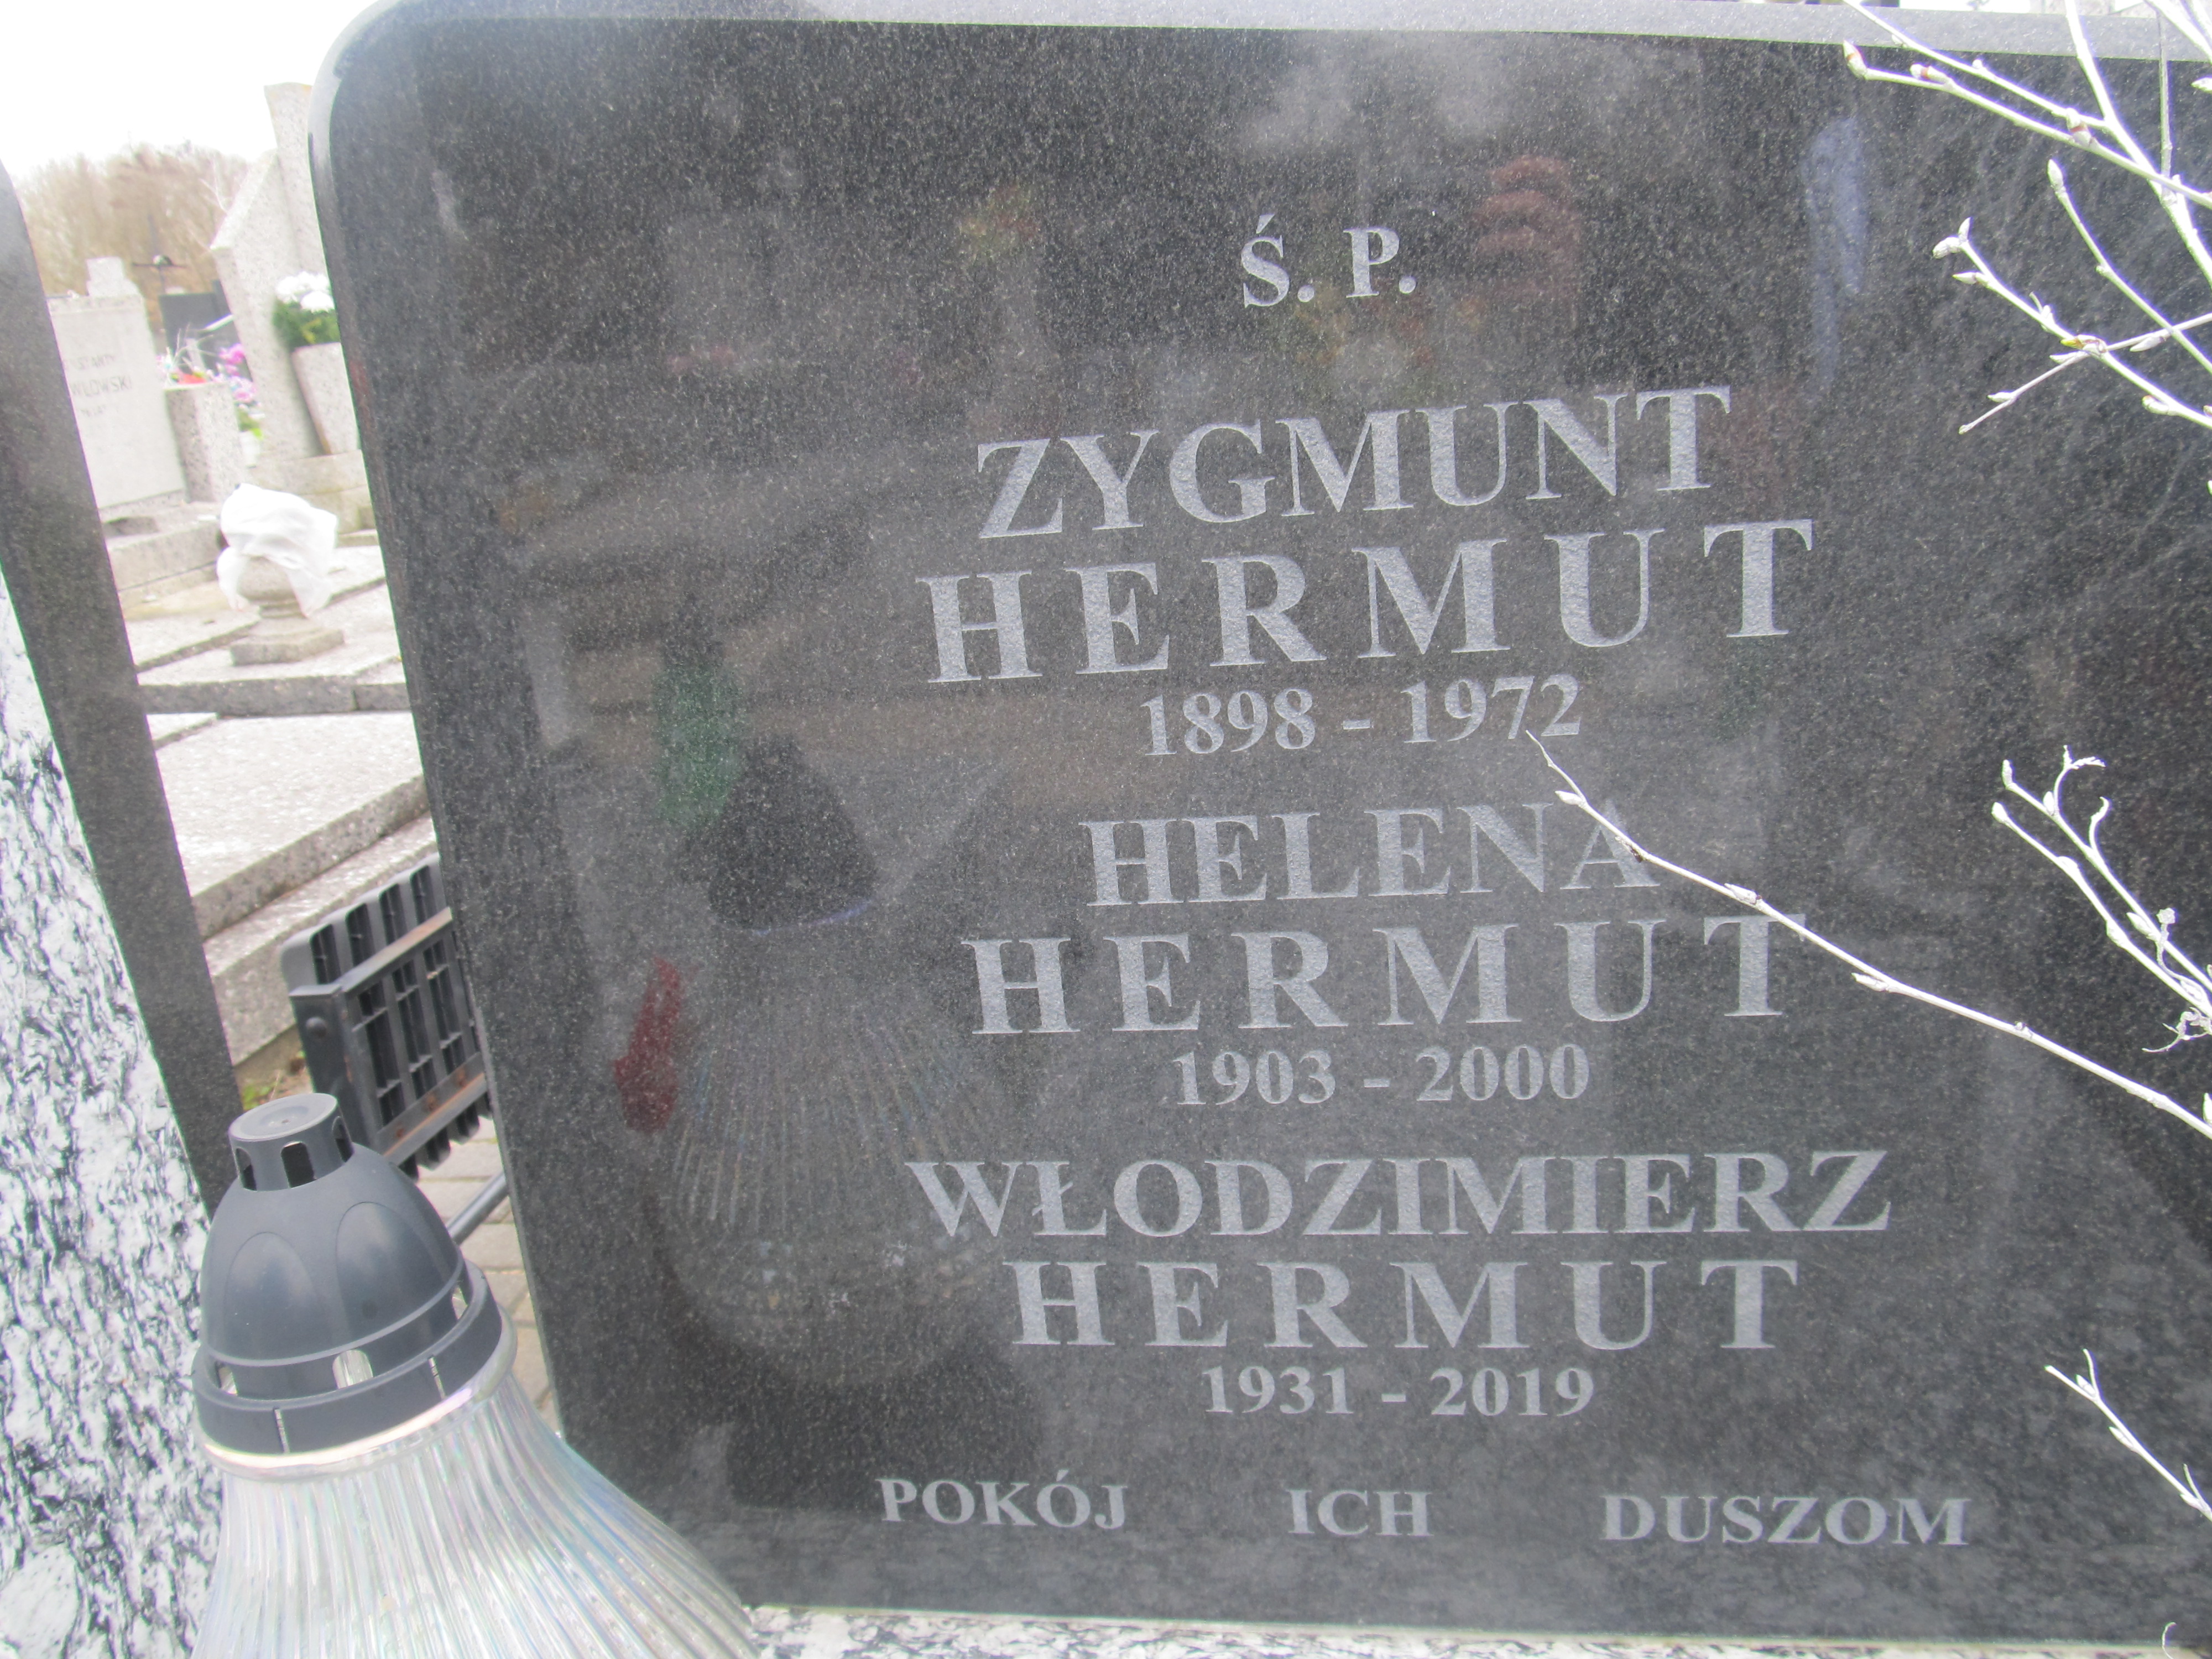 Ś. P.
ZYGMUNT
HERMUT
1898 - 1972
HELENA
HERMUT
1903 - 2000
WŁODZIMIERZ
HERMUT
1931 - 2019
POKÓJ ICH DUSZOM